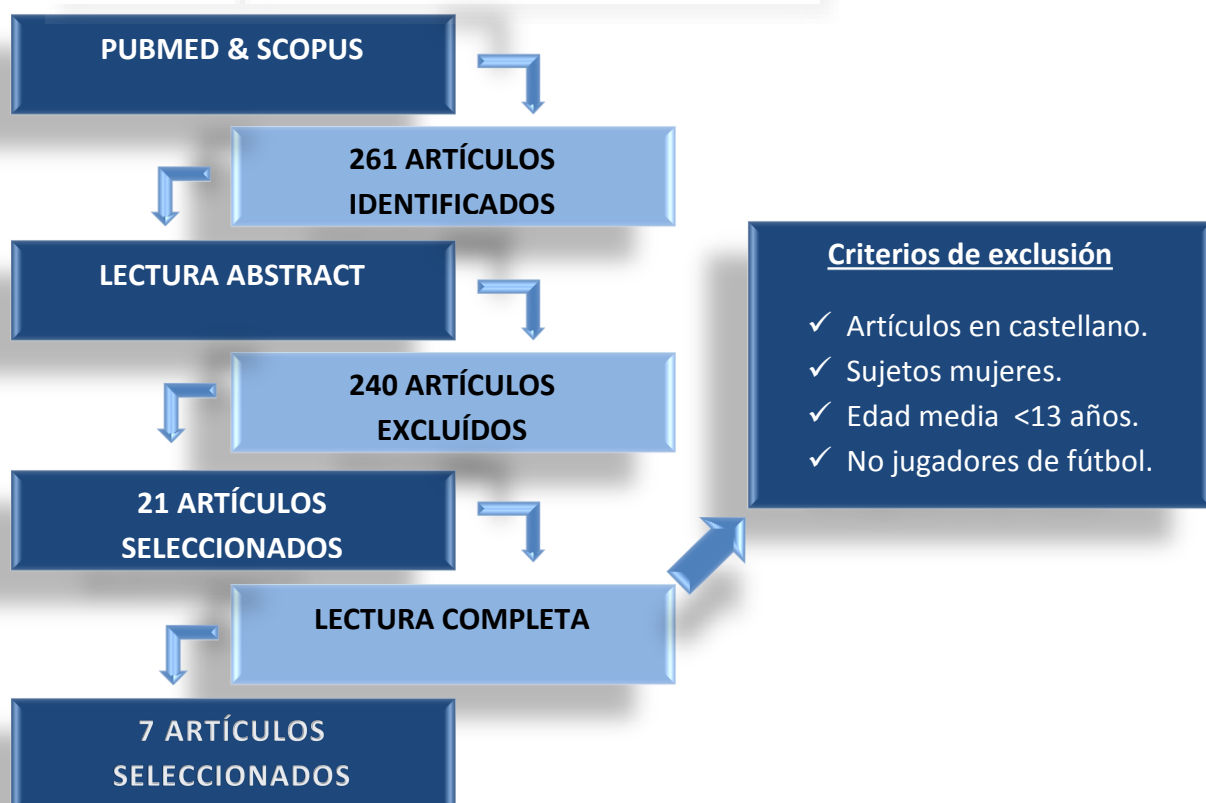 PUBMED & SCOPUS
261 ARTÍCULOS
IDENTIFICADOS
LECTURA ABSTRACT
240 ARTÍCULOS
EXCLUÍDOS
21 ARTÍCULOS
SELECCIONADOS
LECTURA COMPLETA
7 ARTÍCULOS
SELECCIONADOS
Criterios de exclusión
✓ Artículos en castellano.
✓ Sujetos mujeres.
✓ Edad media <13 años.
✓ No jugadores de fútbol.